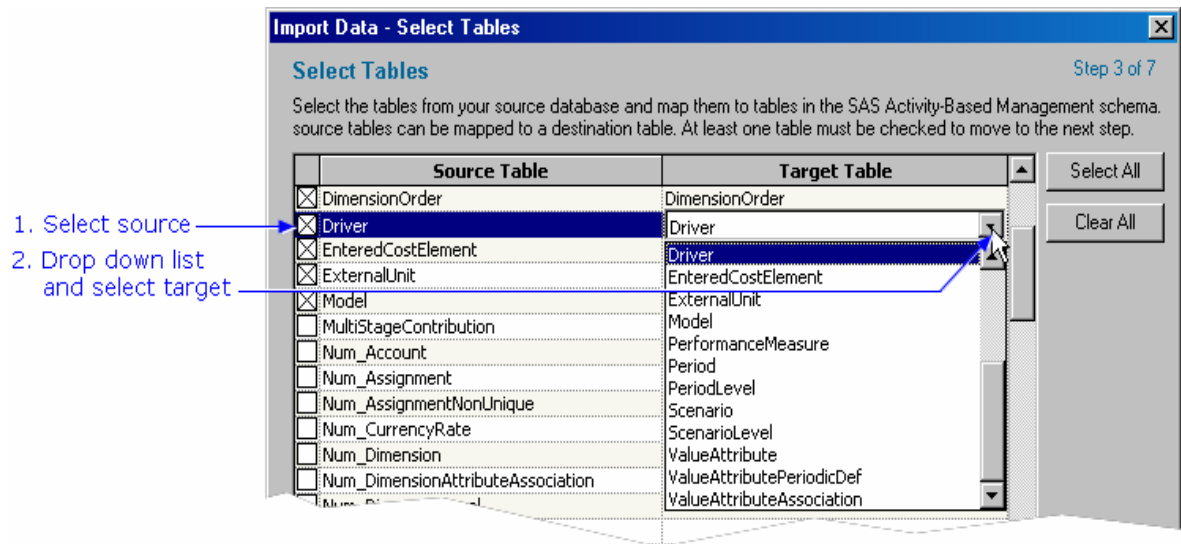 Import Data - Select Tables
Select Tables
Step 3 of 7
Select the tables from your source database and map them to tables in the SAS Activity-Based Management schema.
source tables can be mapped to a destination table. At least one table must be checked to move to the next step.
Source Table Target Table
Select All
DimensionOrder DimensionOrder
1. Select source
Driver Driver
Clear All
2. Drop down list
and select target
EnteredCostElement
ExternalUnit
Model
MultiStageContribution
Num_Account
Num_Assignment
Num_AssignmentNonUnique
Num_CurrencyRate
Num_Dimension
Num_DimensionAttributeAssociation
Driver
EnteredCostElement
ExternalUnit
Model
PerformanceMeasure
Period
PeriodLevel
Scenario
ScenarioLevel
ValueAttribute
ValueAttributePeriodicDef
ValueAttributeAssociation